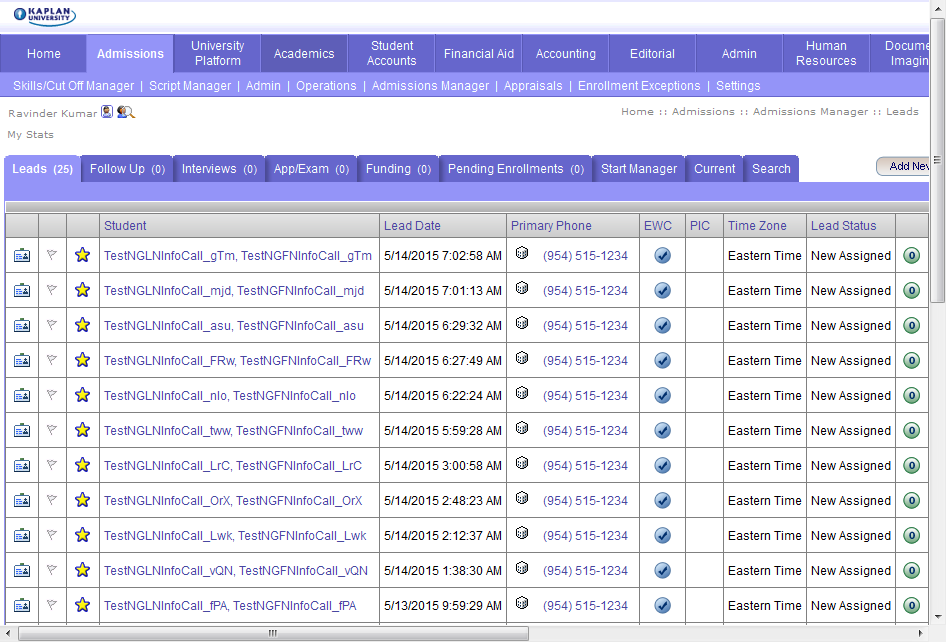 KAPLAN
UNIVERSITY
Home Admissions University Platform Academics Student Accounts Financial Aid Accounting Editorial Admin Human Resources Docume Imagin
Skills/Cut Off Manager | Script Manager | Admin | Operations | Admissions Manager | Appraisals | Enrollment Exceptions | Settings
Ravinder Kumar Home :: Admissions :: Admissions Manager :: Leads
My Stats
Leads (25) Follow Up (0) Interviews (0) App/Exam (0) Funding (0) Pending Enrollments (0) Start Manager Current Search Add Nev
Student Lead Date Primary Phone EWC PIC Time Zone Lead Status
TestNGLNInfoCall_gTm, TestNGFNInfoCall_gTm 5/14/2015 7:02:58 AM (954) 515-1234 Eastern Time New Assigned 0
TestNGLNInfoCall_mjd, TestNGFNInfoCall_mjd 5/14/2015 7:01:13 AM (954) 515-1234 Eastern Time New Assigned 0
TestNGLNInfoCall_asu, TestNGFNInfoCall_asu 5/14/2015 6:29:32 AM (954) 515-1234 Eastern Time New Assigned 0
TestNGLNInfoCall_FRw, TestNGFNInfoCall_FRw 5/14/2015 6:27:49 AM (954) 515-1234 Eastern Time New Assigned 0
TestNGLNInfoCall_nlo, TestNGFNInfoCall_nlo 5/14/2015 6:22:24 AM (954) 515-1234 Eastern Time New Assigned 0
TestNGLNInfoCall_tww, TestNGFNInfoCall_tww 5/14/2015 5:59:28 AM (954) 515-1234 Eastern Time New Assigned 0
TestNGLNInfoCall_LrC, TestNGFNInfoCall_LrC 5/14/2015 3:00:58 AM (954) 515-1234 Eastern Time New Assigned 0
TestNGLNInfoCall_OrX, TestNGFNInfoCall_OrX 5/14/2015 2:48:23 AM (954) 515-1234 Eastern Time New Assigned 0
TestNGLNInfoCall_Lwk, TestNGFNInfoCall_Lwk 5/14/2015 2:12:37 AM (954) 515-1234 Eastern Time New Assigned 0
TestNGLNInfoCall_vQN, TestNGFNInfoCall_vQN 5/14/2015 1:38:30 AM (954) 515-1234 Eastern Time New Assigned 0
TestNGLNInfoCall_fPA, TestNGFNInfoCall_fPA 5/13/2015 9:59:29 AM (954) 515-1234 Eastern Time New Assigned 0